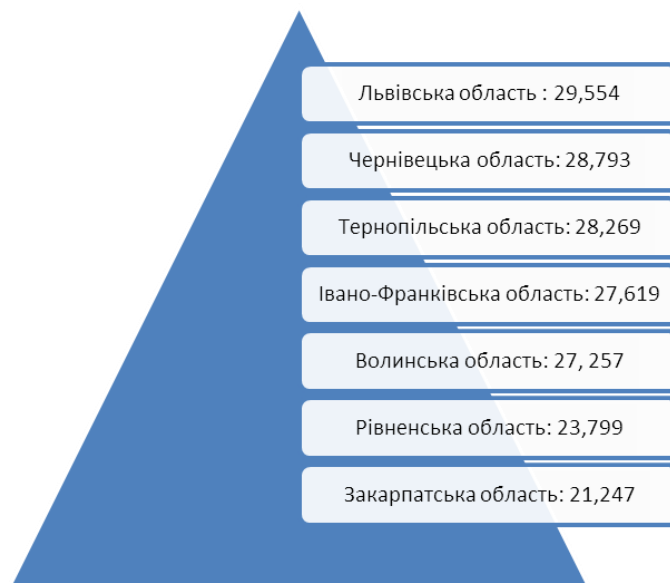 Львівська область : 29,554
Чернівецька область: 28,793
Тернопільська область: 28,269
Івано-Франківська область: 27,619
Волинська область: 27, 257
Рівненська область: 23,799
Закарпатська область: 21,247